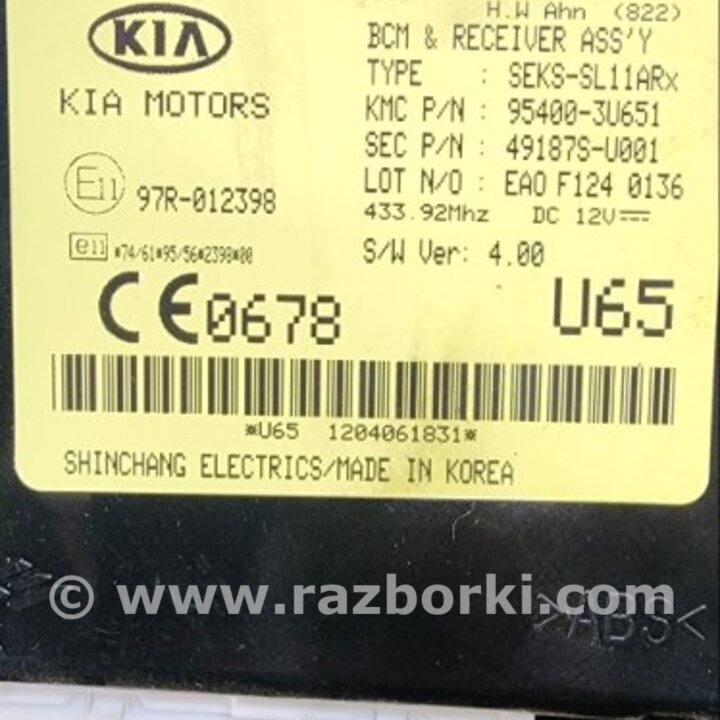 H.W Ahn (822)
KIA
BCM & RECEIVER ASS'Y
TYPE : SEKS-SL11ARx
KIA MOTORS
KMC P/N : 95400-3U651
SEC P/N : 49187S-U001
E11 97R-012398
LOT N/O : EAO F124 0136
433.92Mhz DC 12V
e11 *74/61*95/56*2398*00
S/W Ver: 4.00
CE0678
U65
*U65 1204061831*
SHINCHANG ELECTRICS/MADE IN KOREA
© www.razborki.com
>ABS<